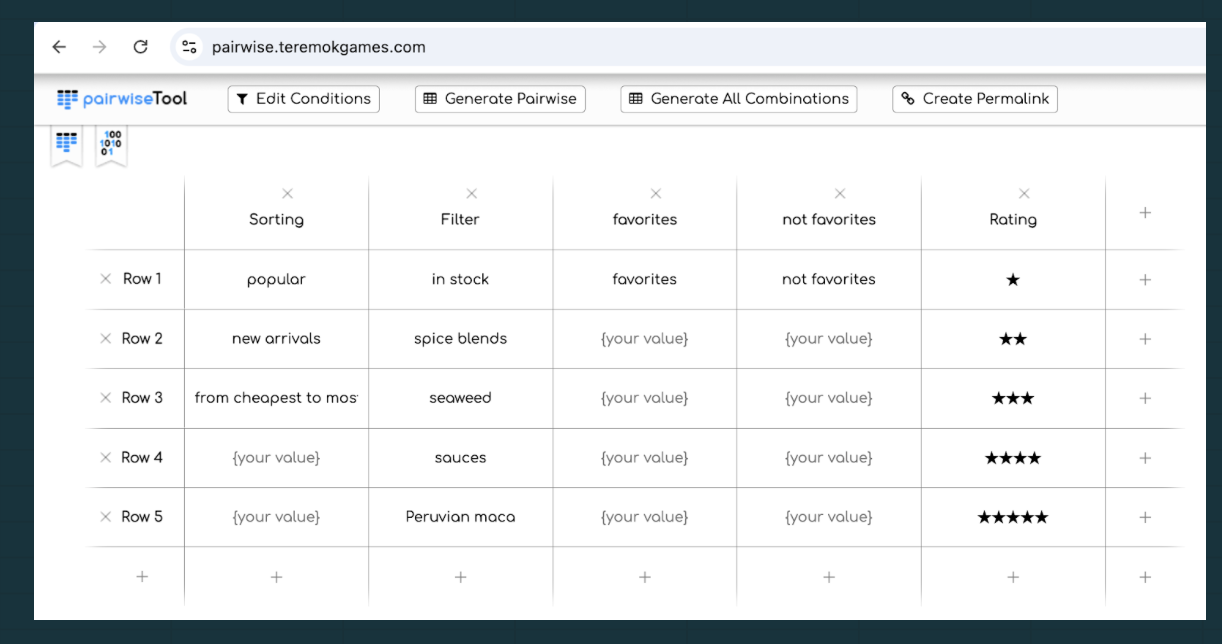 pairwise.teremokgames.com
pairwiseTool Edit Conditions Generate Pairwise Generate All Combinations Create Permalink
100
1010
01
Sorting Filter favorites not favorites Rating
Row 1 popular in stock favorites not favorites ★
Row 2 new arrivals spice blends {your value} {your value} ★★
Row 3 from cheapest to mos seaweed {your value} {your value} ★★★
Row 4 {your value} sauces {your value} {your value} ★★★★
Row 5 {your value} Peruvian maca {your value} {your value} ★★★★★